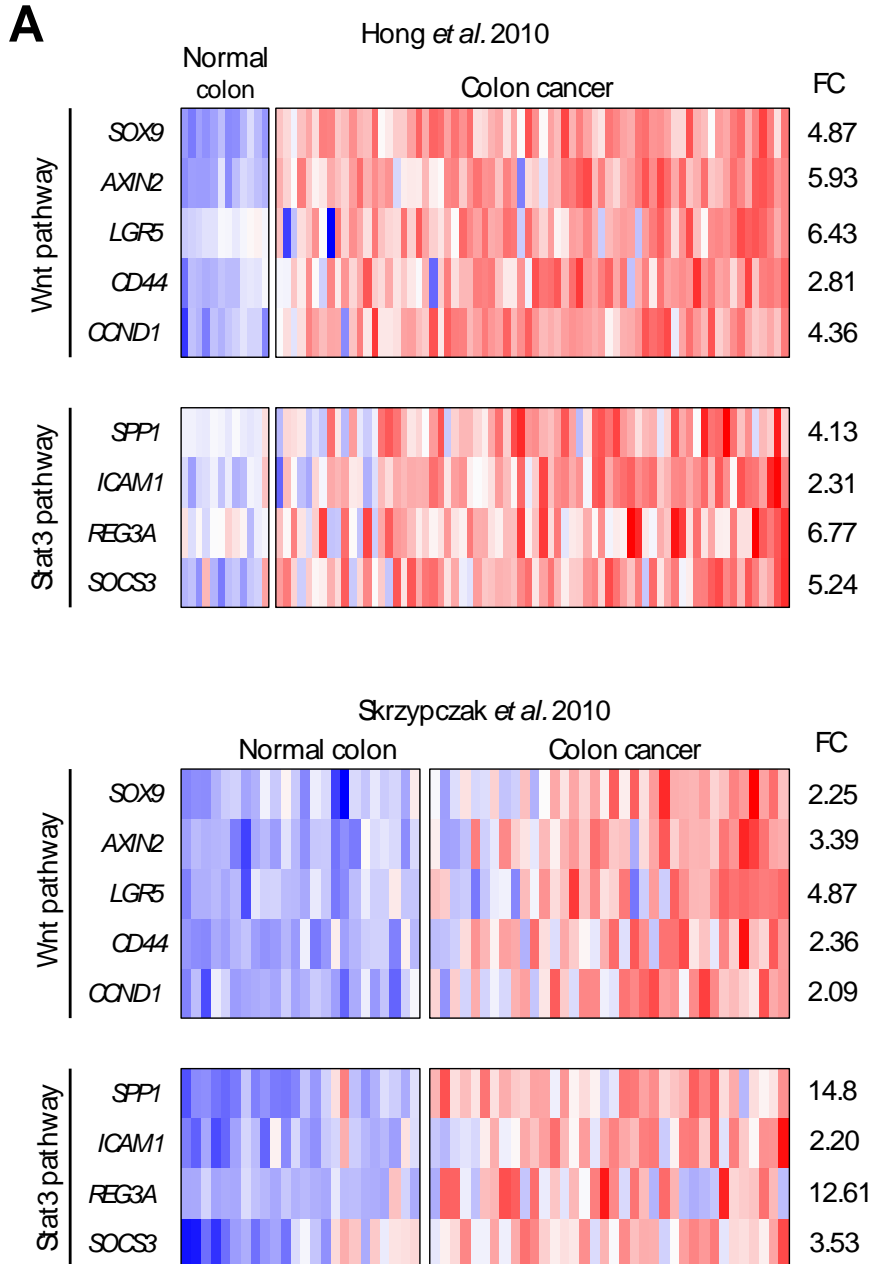 A
Hong et al. 2010
Normal colon
Colon cancer
FC
Wnt pathway
SOX9 4.87
AXIN2 5.93
LGR5 6.43
CD44 2.81
CCND1 4.36
Stat3 pathway
SPP1 4.13
ICAM1 2.31
REG3A 6.77
SOCS3 5.24
Skrzypczak et al. 2010
Normal colon
Colon cancer
FC
Wnt pathway
SOX9 2.25
AXIN2 3.39
LGR5 4.87
CD44 2.36
CCND1 2.09
Stat3 pathway
SPP1 14.8
ICAM1 2.20
REG3A 12.61
SOCS3 3.53